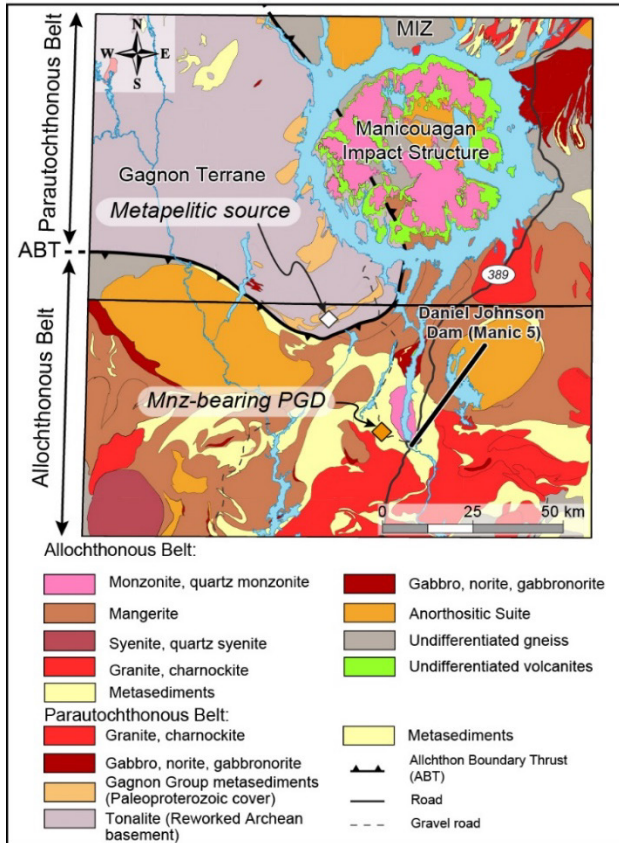 N
W E
S
MIZ
Parautochthonous Belt
Manicouagan
Impact Structure
Gagnon Terrane
Metapelitic source
ABT
389
Daniel Johnson
Dam (Manic 5)
Mnz-bearing PGD
Allochthonous Belt
0 25 50 km
Allochthonous Belt:
Monzonite, quartz monzonite
Gabbro, norite, gabbronorite
Mangerite
Anorthositic Suite
Syenite, quartz syenite
Undifferentiated gneiss
Granite, charnockite
Undifferentiated volcanites
Metasediments
Parautochthonous Belt:
Granite, charnockite
Metasediments
Gabbro, norite, gabbronorite
Allchthon Boundary Thrust
(ABT)
Gagnon Group metasediments
(Paleoproterozoic cover)
Road
Tonalite (Reworked Archean
basement)
Gravel road